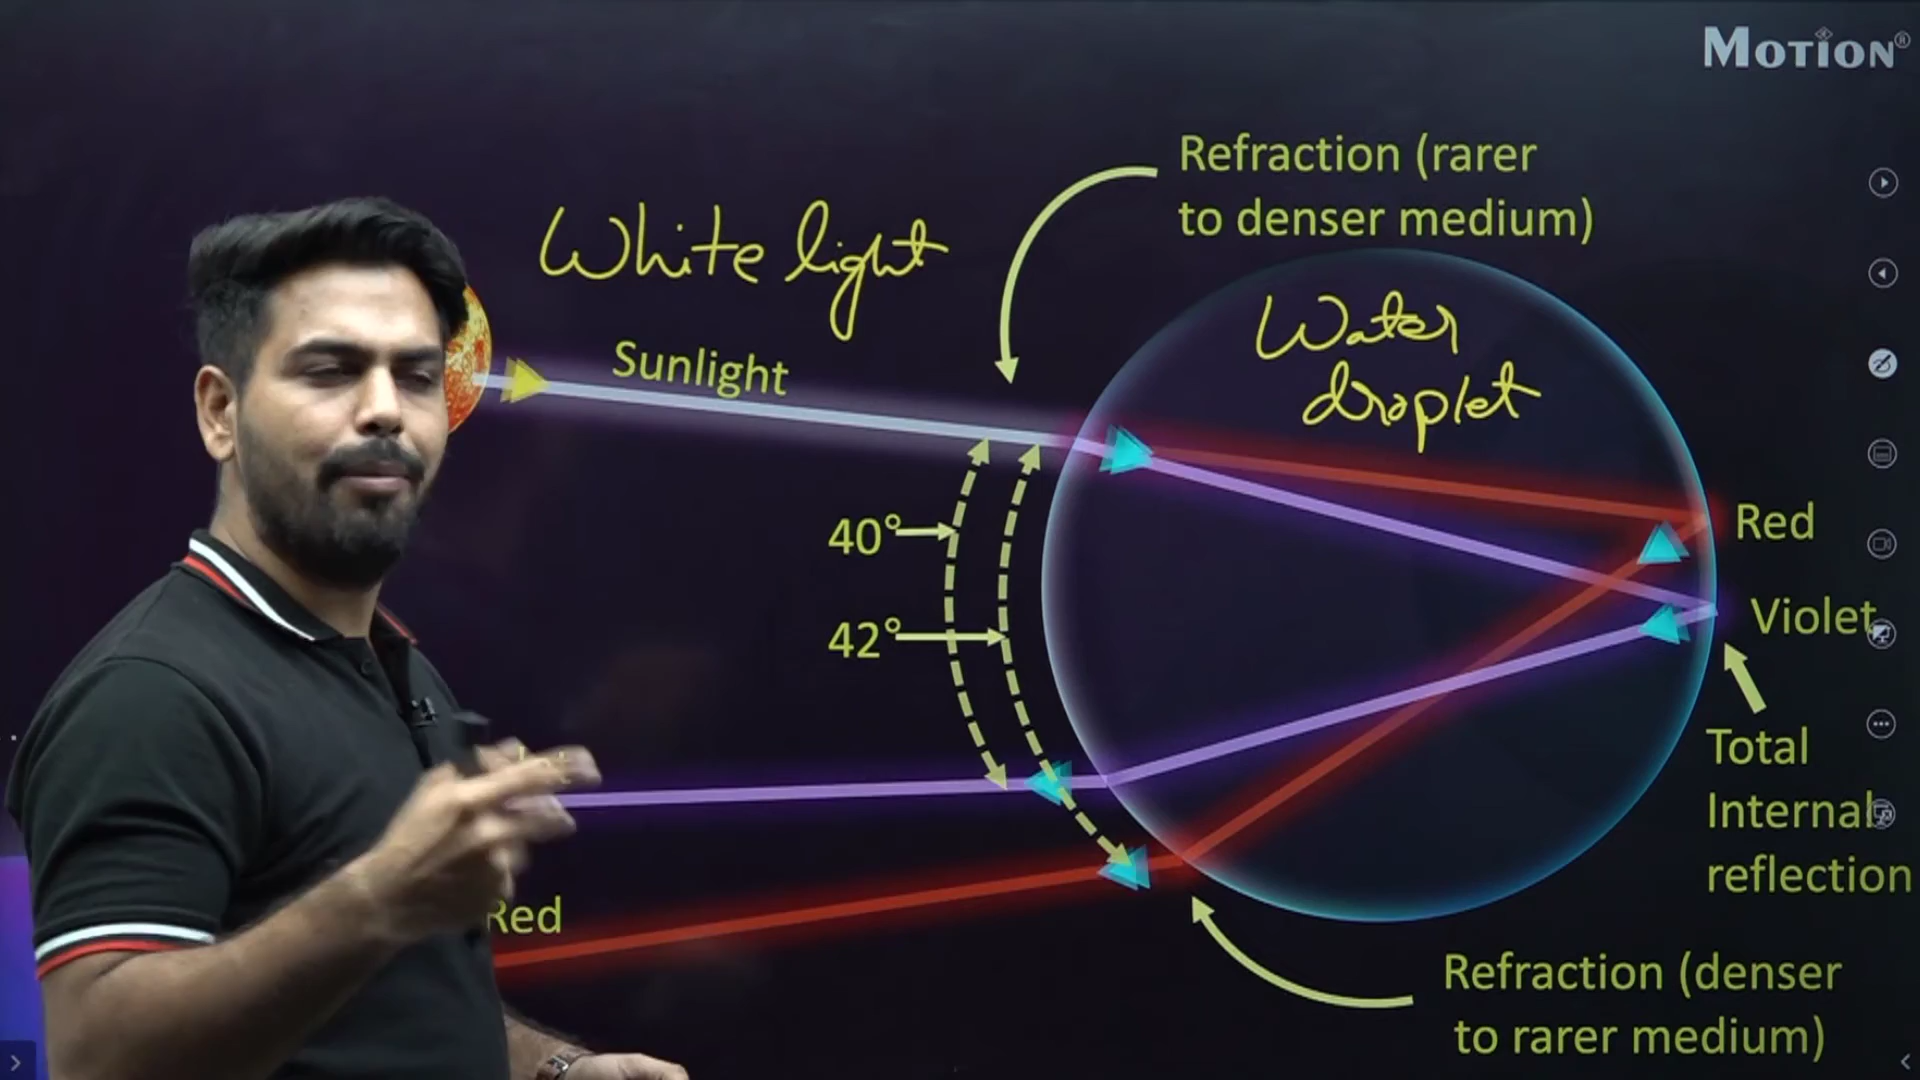 MOTION®
Refraction (rarer
to denser medium)
White light
Water
droplet
Sunlight
40°
42°
Red
Violet
Total
Internal
reflection
Red
Refraction (denser
to rarer medium)